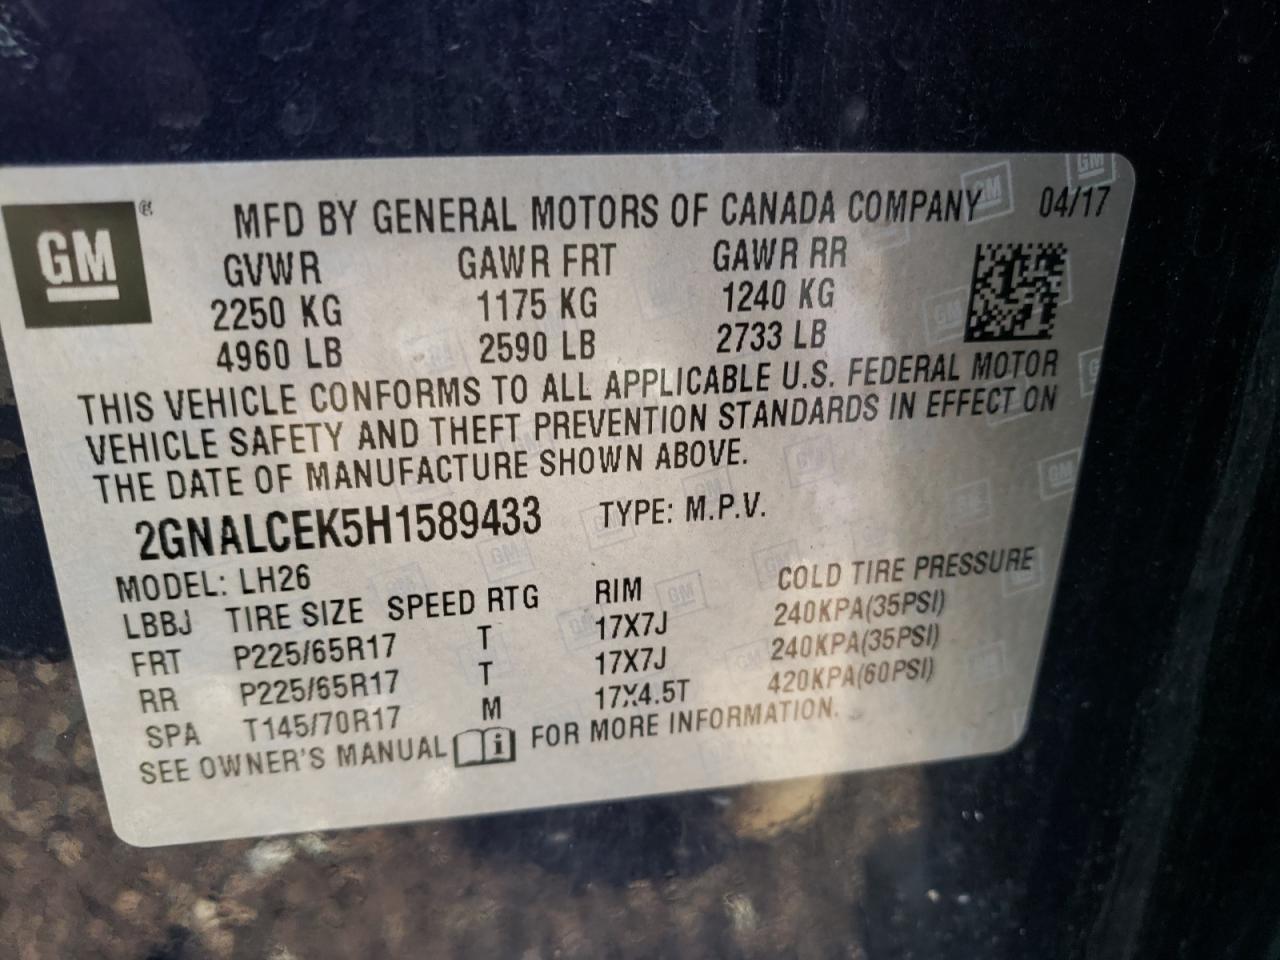 GM ®
MFD BY GENERAL MOTORS OF CANADA COMPANY 04/17
GVWR GAWR FRT GAWR RR
2250 KG 1175 KG 1240 KG
4960 LB 2590 LB 2733 LB
THIS VEHICLE CONFORMS TO ALL APPLICABLE U.S. FEDERAL MOTOR
VEHICLE SAFETY AND THEFT PREVENTION STANDARDS IN EFFECT ON
THE DATE OF MANUFACTURE SHOWN ABOVE.
2GNALCEK5H1589433 TYPE: M.P.V.
MODEL: LH26
LBBJ TIRE SIZE SPEED RTG RIM COLD TIRE PRESSURE
FRT P225/65R17 T 17X7J 240KPA(35PSI)
RR P225/65R17 T 17X7J 240KPA(35PSI)
SPA T145/70R17 M 17X4.5T 420KPA(60PSI)
SEE OWNER'S MANUAL i FOR MORE INFORMATION.